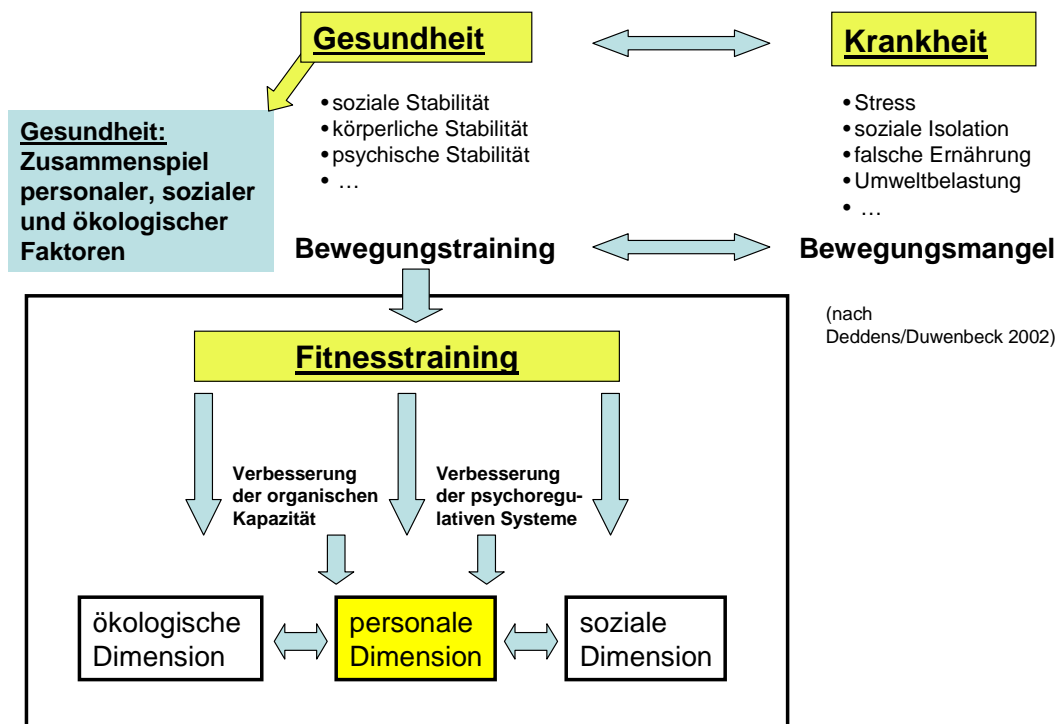 Gesundheit
Krankheit
• soziale Stabilität
• körperliche Stabilität
• psychische Stabilität
• ...
• Stress
• soziale Isolation
• falsche Ernährung
• Umweltbelastung
• ...
Gesundheit:
Zusammenspiel
personaler, sozialer
und ökologischer
Faktoren
Bewegungstraining
Bewegungsmangel
(nach
Deddens/Duwenbeck 2002)
Fitnesstraining
Verbesserung
der organischen
Kapazität
Verbesserung
der psychoregu-
lativen Systeme
ökologische
Dimension
personale
Dimension
soziale
Dimension